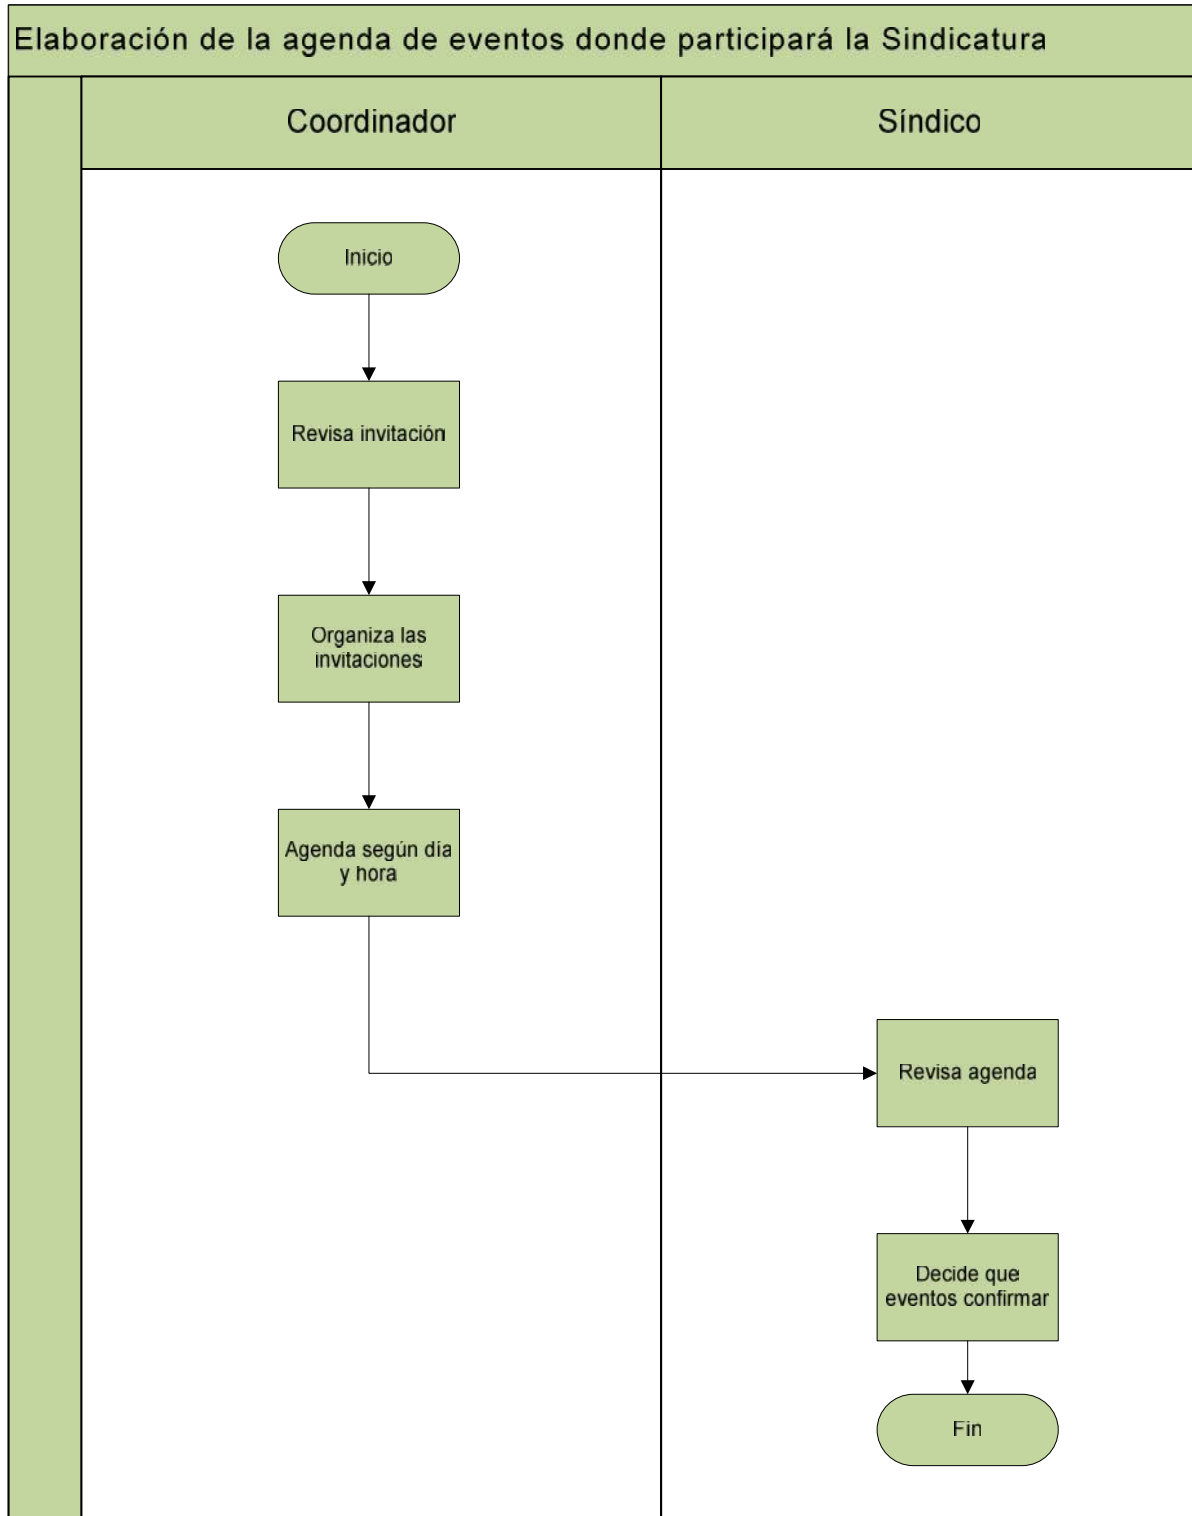 Elaboración de la agenda de eventos donde participará la Sindicatura
Coordinador
Síndico
Inicio
Revisa invitación
Organiza las
invitaciones
Agenda según día
y hora
Revisa agenda
Decide que
eventos confirmar
Fin